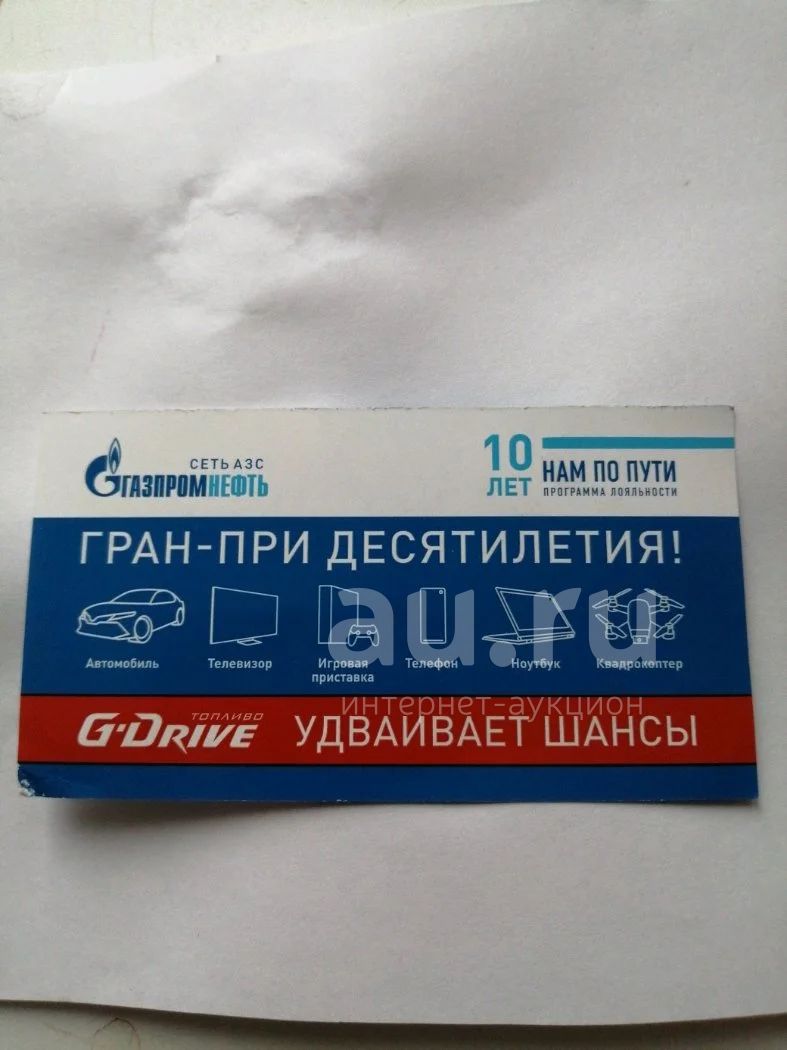 СЕТЬ АЗС
ГАЗПРОМНЕФТЬ
10 ЛЕТ
НАМ ПО ПУТИ
ПРОГРАММА ЛОЯЛЬНОСТИ
ГРАН-ПРИ ДЕСЯТИЛЕТИЯ!
Автомобиль Телевизор Игровая приставка Телефон Ноутбук Квадрокоптер
au.ru
интернет-аукцион
ТОПЛИВО
G-DRIVE УДВАИВАЕТ ШАНСЫ